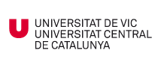 UNIVERSITAT DE VIC
UNIVERSITAT CENTRAL
DE CATALUNYA